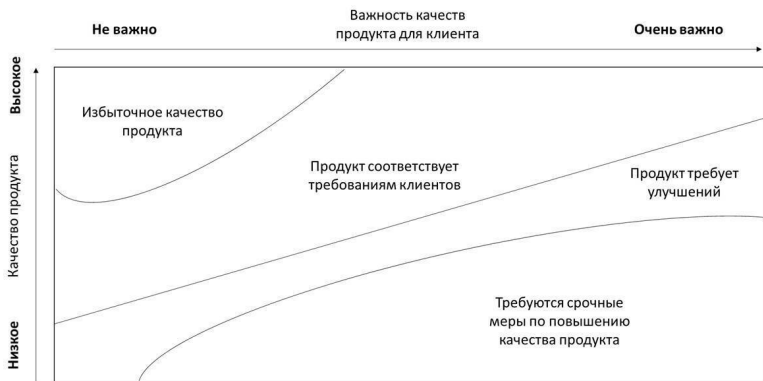 Важность качеств
продукта для клиента
Не важно
Очень важно
Высокое
Качество продукта
Низкое
Избыточное качество
продукта
Продукт соответствует
требованиям клиентов
Продукт требует
улучшений
Требуются срочные
меры по повышению
качества продукта